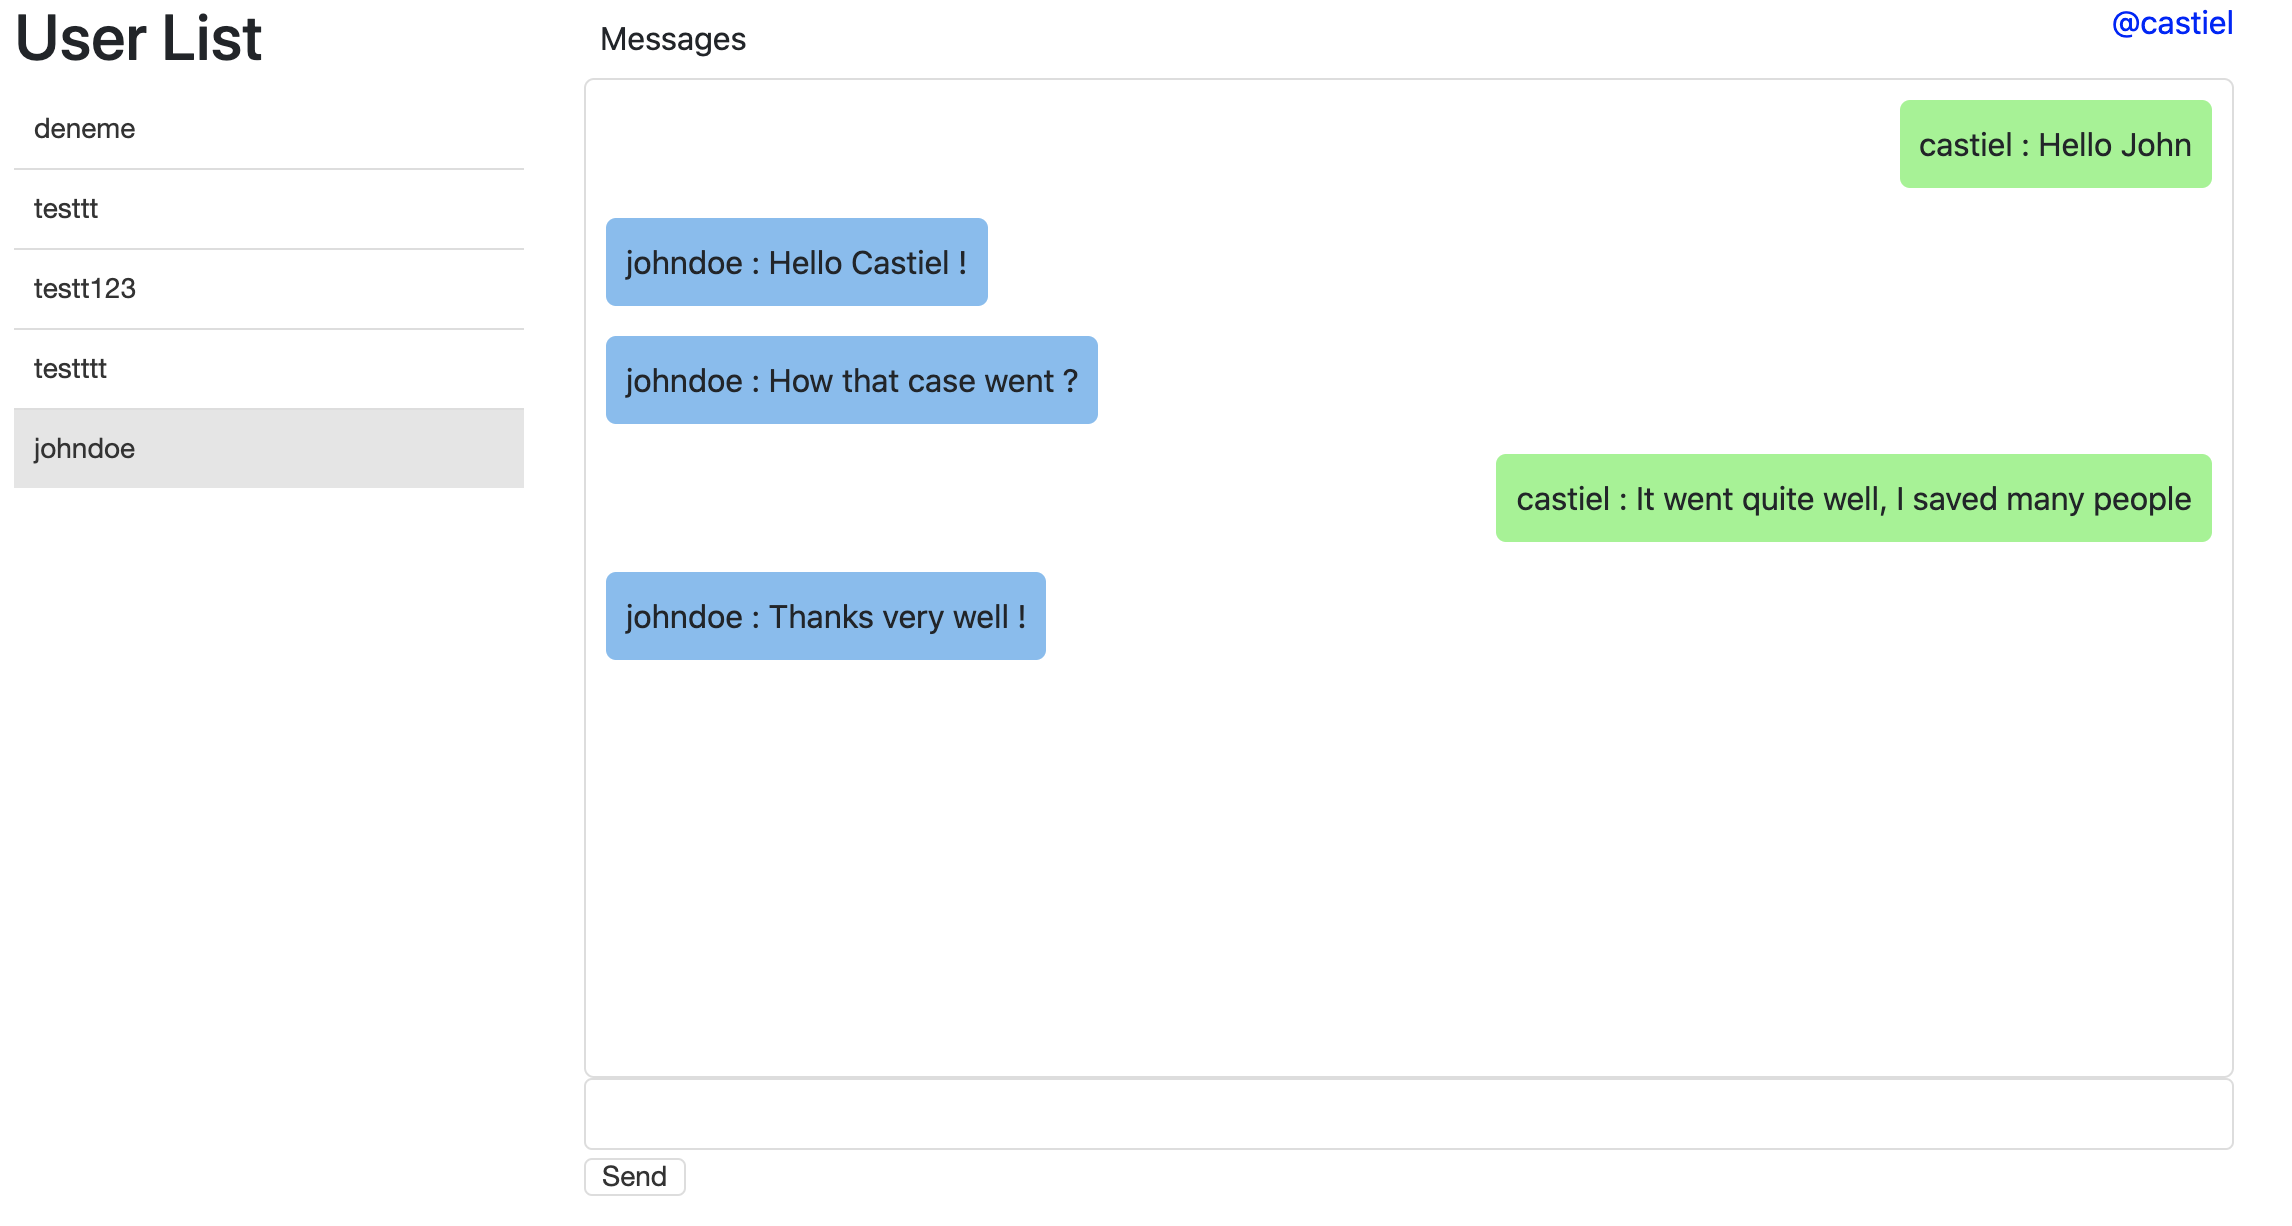 User List
deneme
testtt
testt123
testttt
johndoe
Messages
@castiel
castiel : Hello John
johndoe : Hello Castiel !
johndoe : How that case went ?
castiel : It went quite well, I saved many people
johndoe : Thanks very well !
Send